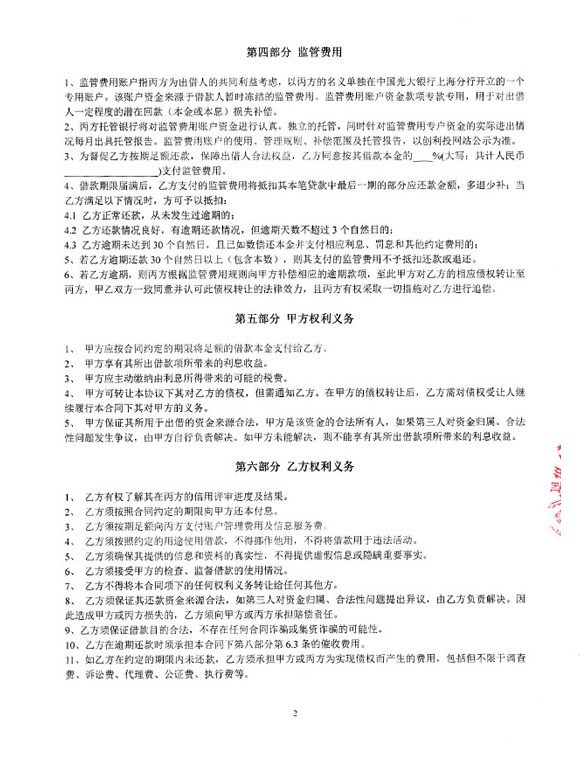 第四部分 监管费用
1、监管费用账户指丙方为出借人的共同利益考虑，以丙方的名义单独在中国光大银行上海分行开立的一个
专用账户。该账户资金来源于借款人暂时冻结的监管费用。监管费用账户资金款项专款专用，用于对出借
人一定程度的潜在回款（本金或本息）损失补偿。
2、丙方托管银行将对监管费用账户资金进行认真、独立的托管，同时针对监管费用专户资金的实际进出情
况每月出具托管报告。监管费用账户的使用、管理规则、补偿范围及托管报告，以创利投网站公示为准。
3、为督促乙方按期足额还款，保障出借人合法权益，乙方同意按其借款本金的____%(大写：共计人民币
__________________)支付监管费用。
4、借款期限届满后，乙方支付的监管费用将抵扣其本笔贷款中最后一期的部分应还款金额，多退少补；当
乙方满足以下情况时，方可予以抵扣：
4.1 乙方正常还款，从未发生过逾期的；
4.2 乙方还款情况良好，有逾期还款情况，但逾期天数不超过 3 个自然日的；
4.3 乙方逾期未达到 30 个自然日，且已如数偿还本金并支付相应利息、罚息和其他约定费用的；
5、若乙方逾期还款 30 个自然日以上（包含本数），则其支付的监管费用不予抵扣还款或退还。
6、若乙方逾期，则丙方根据监管费用规则向甲方补偿相应的逾期款项，至此甲方对乙方的相应债权转让至
丙方，甲乙双方一致同意并认可此债权转让的法律效力，且丙方有权采取一切措施对乙方进行追偿。
第五部分 甲方权利义务
1、 甲方应按合同约定的期限将足额的借款本金支付给乙方。
2、 甲方享有其所出借款项所带来的利息收益。
3、 甲方应主动缴纳由利息所得带来的可能的税费。
4、 甲方可转让本协议下其对乙方的债权，但需通知乙方。在甲方的债权转让后，乙方需对债权受让人继
续履行本合同下其对甲方的义务。
5、 甲方保证其所用于出借的资金来源合法，甲方是该资金的合法所有人，如果第三人对资金归属、合法
性问题发生争议，由甲方自行负责解决。如甲方未能解决，则不能享有其所出借款项所带来的利息收益。
第六部分 乙方权利义务
1、 乙方有权了解其在丙方的信用评审进度及结果。
2、 乙方须按照合同约定的期限向甲方还本付息。
3、 乙方须按期足额向丙方支付账户管理费用及信息服务费。
4、 乙方须按照约定的用途使用借款，不得挪作他用，不得将借款用于违法活动。
5、 乙方须确保其提供的信息和资料的真实性，不得提供虚假信息或隐瞒重要事实。
6、 乙方须接受甲方的检查、监督借款的使用情况。
7、 乙方不得将本合同项下的任何权利义务转让给任何其他方。
8、 乙方须保证其还款资金来源合法，如第三人对资金归属、合法性问题提出异议，由乙方负责解决。因
此造成甲方或丙方损失的，乙方须向甲方或丙方承担赔偿责任。
9、乙方须保证借款目的合法，不存在任何合同诈骗或集资诈骗的可能性。
10、乙方在逾期还款时须承担本合同下第八部分第 6.3 条的催收费用。
11、如乙方在约定的期限内未还款，乙方须承担甲方或丙方为实现债权而产生的费用，包括但不限于调查
费、诉讼费、代理费、公证费、执行费等。
2